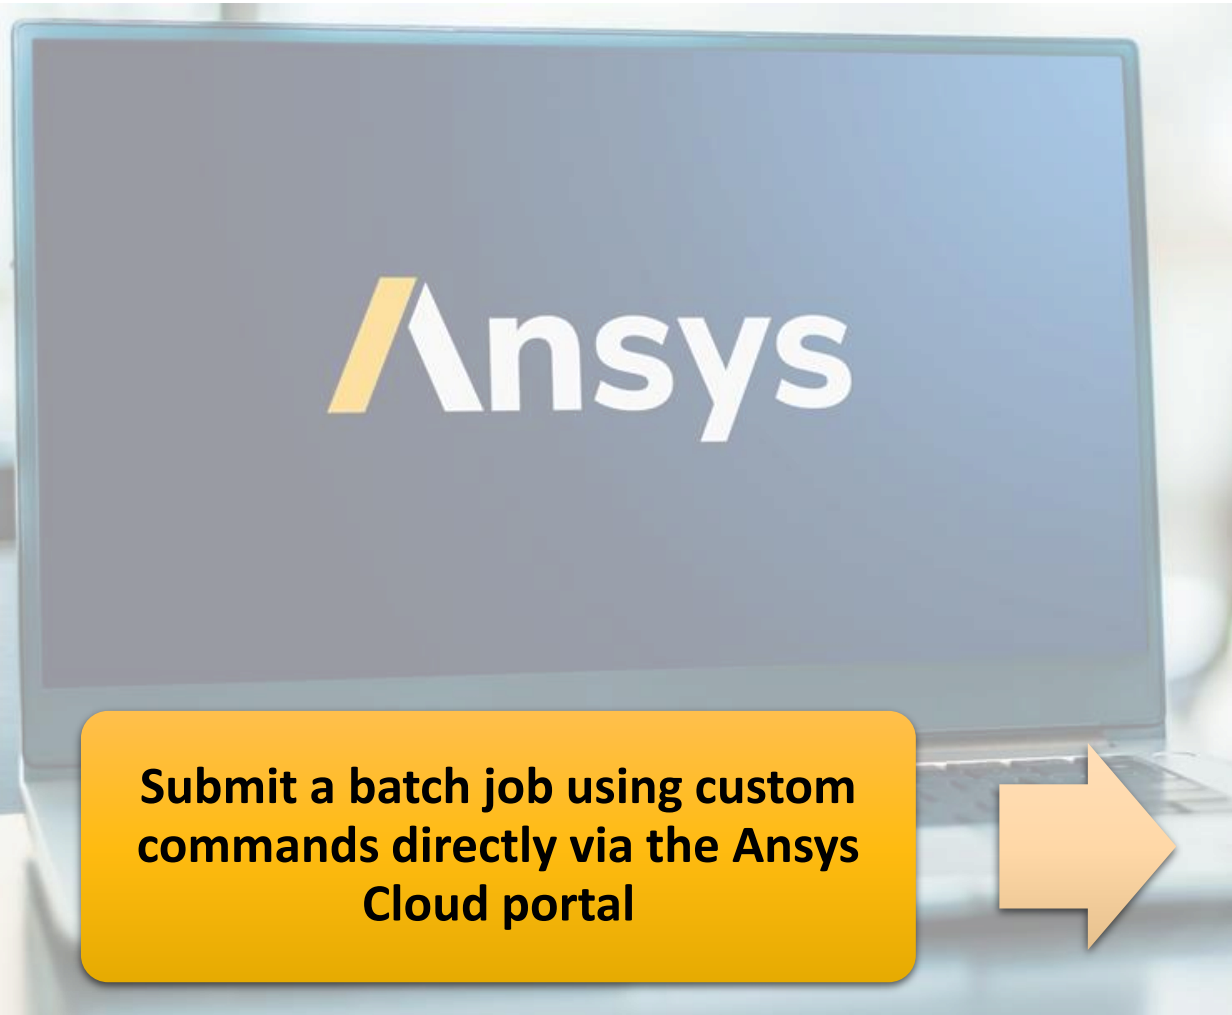 Ansys
Submit a batch job using custom
commands directly via the Ansys
Cloud portal